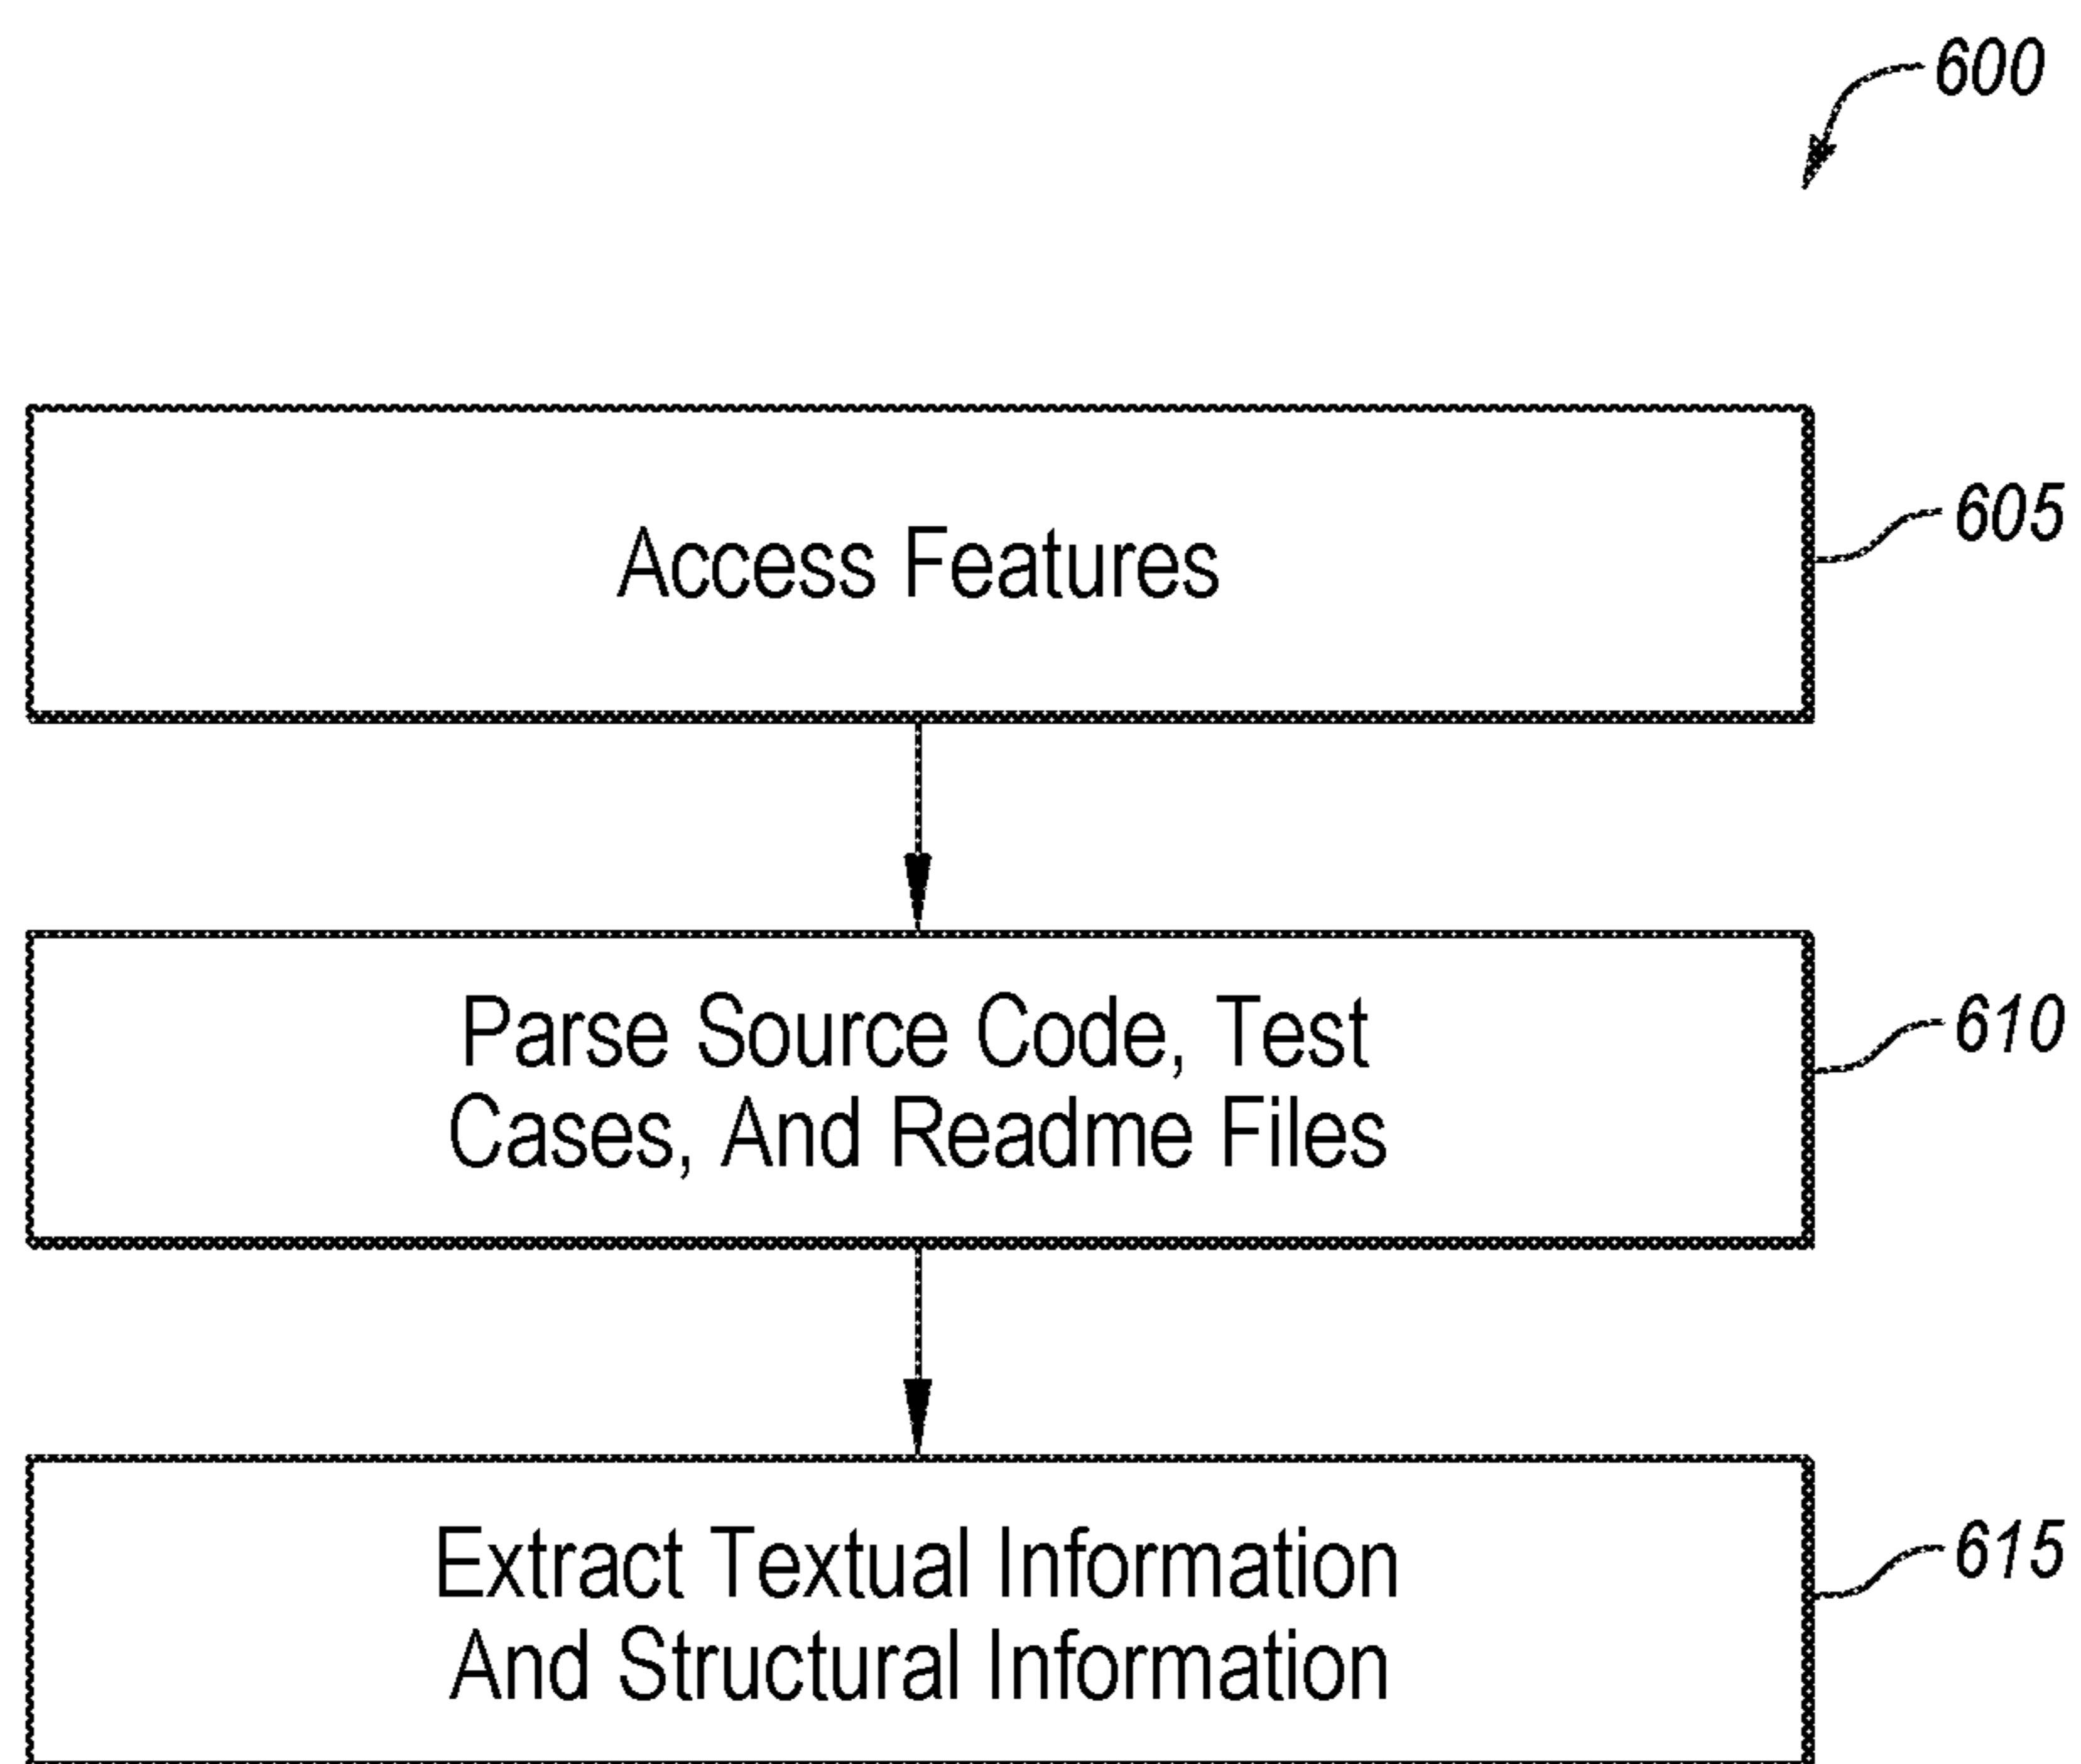 600
Access Features
605
Parse Source Code, Test
Cases, And Readme Files
610
Extract Textual Information
And Structural Information
615